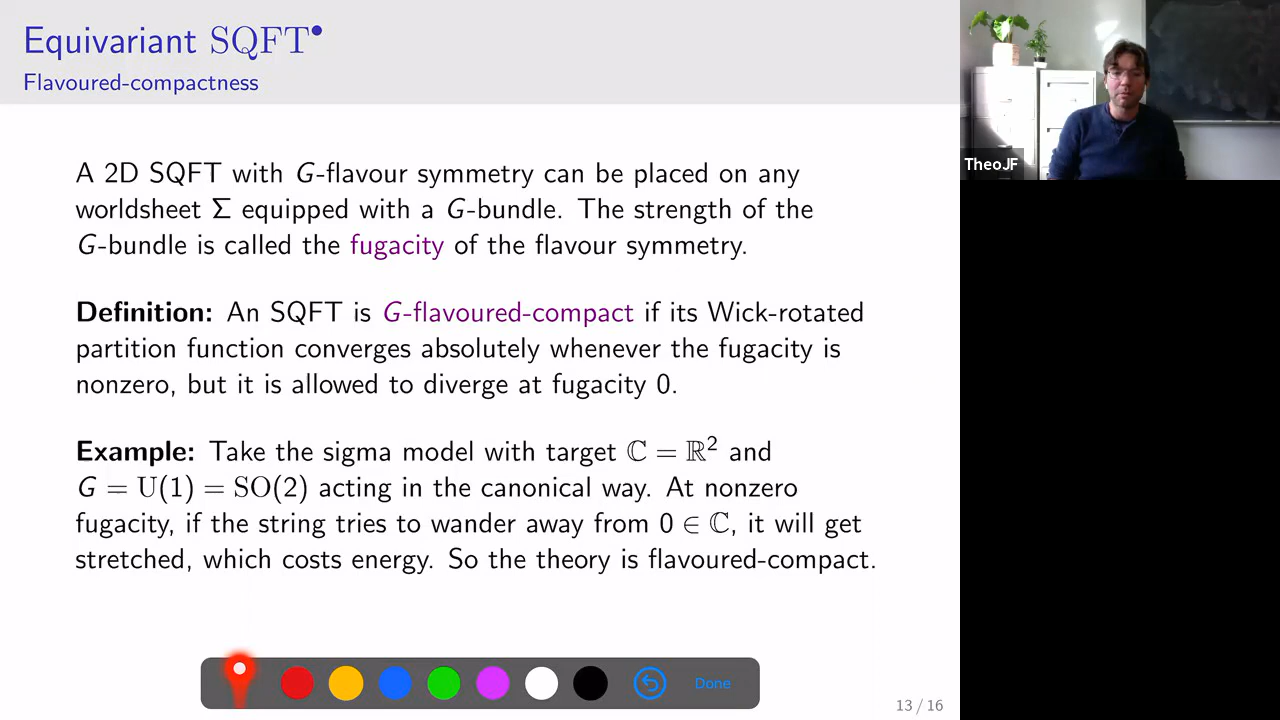 Equivariant SQFT•
Flavoured-compactness
A 2D SQFT with G-flavour symmetry can be placed on any
worldsheet Σ equipped with a G-bundle. The strength of the
G-bundle is called the fugacity of the flavour symmetry.
Definition: An SQFT is G-flavoured-compact if its Wick-rotated
partition function converges absolutely whenever the fugacity is
nonzero, but it is allowed to diverge at fugacity 0.
Example: Take the sigma model with target ℂ = ℝ² and
G = U(1) = SO(2) acting in the canonical way. At nonzero
fugacity, if the string tries to wander away from 0 ∈ ℂ, it will get
stretched, which costs energy. So the theory is flavoured-compact.
Done
13 / 16
TheoJF